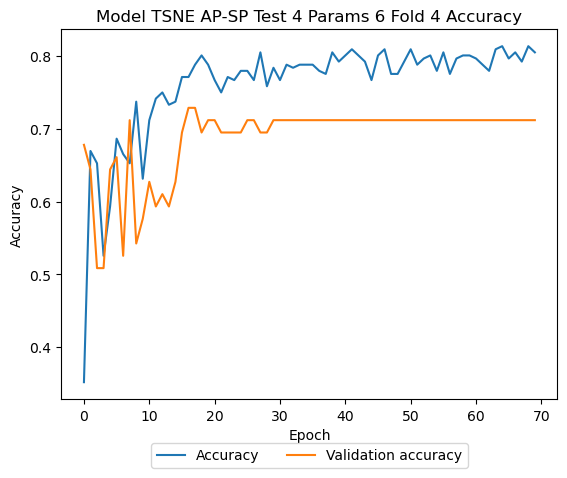 Model TSNE AP-SP Test 4 Params 6 Fold 4 Accuracy
0.8
0.7
0.6
0.5
0.4
Accuracy
0 10 20 30 40 50 60 70
Epoch
Accuracy Validation accuracy